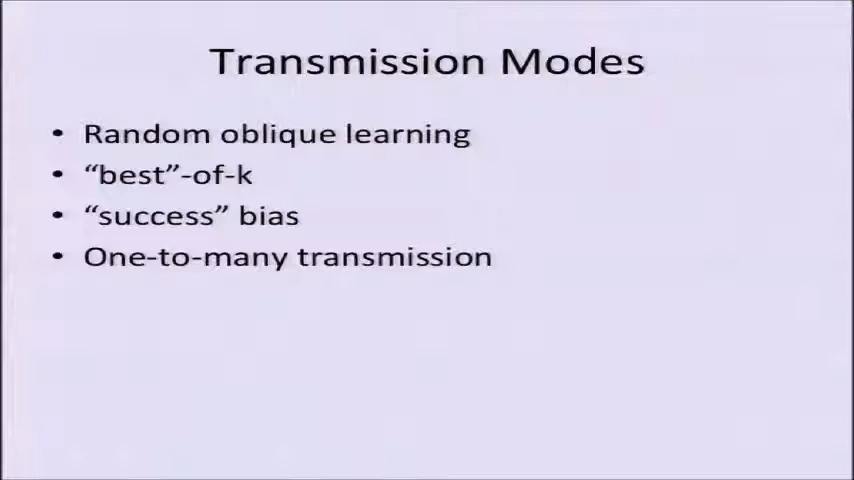 Transmission Modes
• Random oblique learning
• “best”-of-k
• “success” bias
• One-to-many transmission